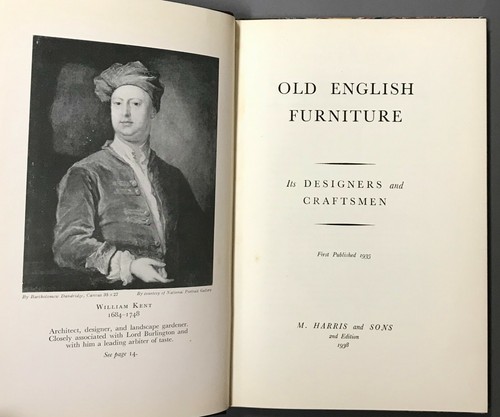 By Bartholomew Dandridge, Canvas 98 × 22 By courtesy of National Portrait Gallery
WILLIAM KENT
1684-1748
Architect, designer, and landscape gardener.
Closely associated with Lord Burlington and
with him a leading arbiter of taste.
See page 14.
OLD ENGLISH
FURNITURE
Its DESIGNERS and
CRAFTSMEN
First Published 1935
M. HARRIS and SONS
2nd Edition
1938